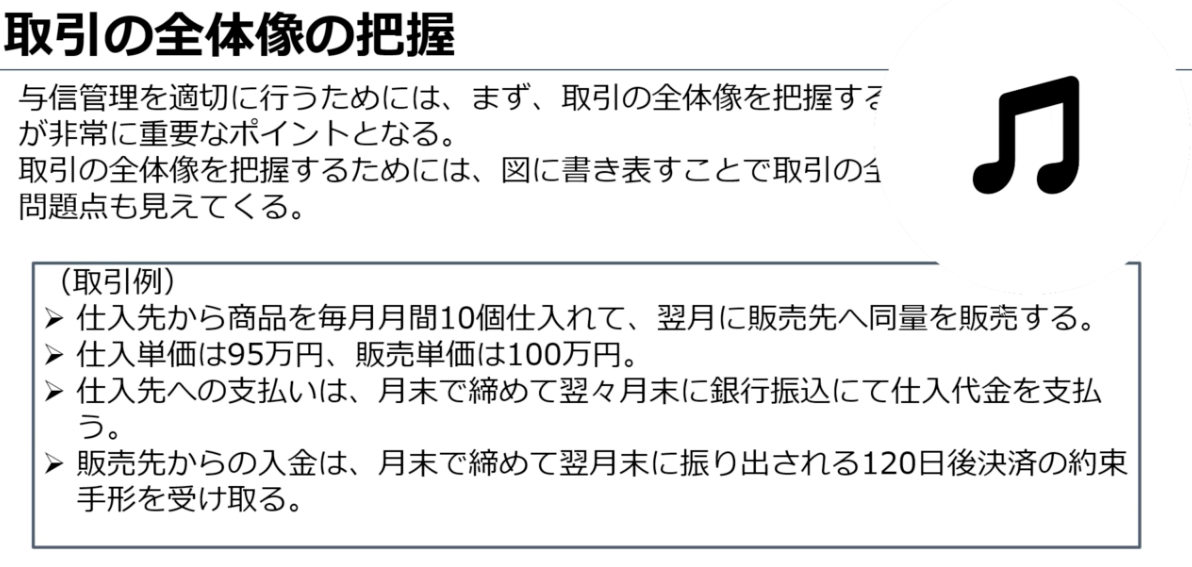 取引の全体像の把握
与信管理を適切に行うためには、まず、取引の全体像を把握する
が非常に重要なポイントとなる。
取引の全体像を把握するためには、図に書き表すことで取引の全
問題点も見えてくる。
（取引例）
➢ 仕入先から商品を毎月月間10個仕入れて、翌月に販売先へ同量を販売する。
➢ 仕入単価は95万円、販売単価は100万円。
➢ 仕入先への支払いは、月末で締めて翌々月末に銀行振込にて仕入代金を支払
う。
➢ 販売先からの入金は、月末で締めて翌月末に振り出される120日後決済の約束
手形を受け取る。